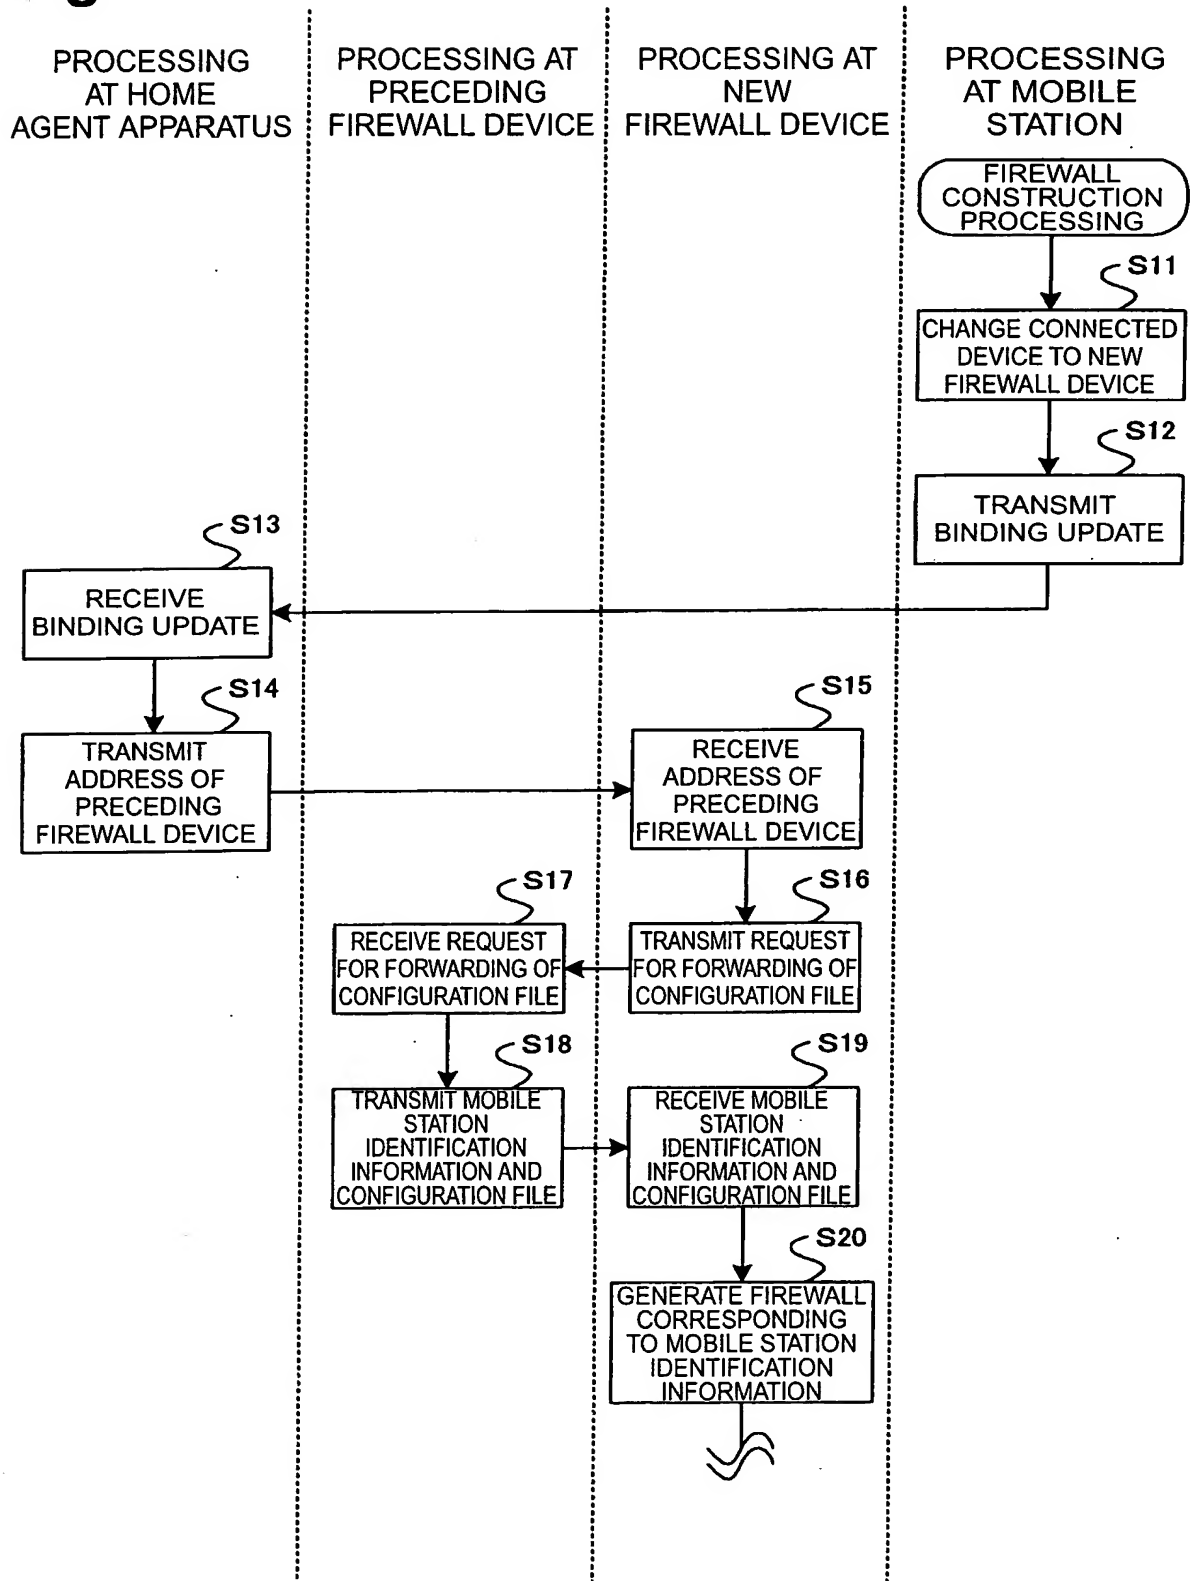 PROCESSING
AT HOME
AGENT APPARATUS
PROCESSING AT
PRECEDING
FIREWALL DEVICE
PROCESSING AT
NEW
FIREWALL DEVICE
PROCESSING
AT MOBILE
STATION
FIREWALL
CONSTRUCTION
PROCESSING
S11
CHANGE CONNECTED
DEVICE TO NEW
FIREWALL DEVICE
S12
TRANSMIT
BINDING UPDATE
S13
RECEIVE
BINDING UPDATE
S14
TRANSMIT
ADDRESS OF
PRECEDING
FIREWALL DEVICE
S15
RECEIVE
ADDRESS OF
PRECEDING
FIREWALL DEVICE
S16
TRANSMIT REQUEST
FOR FORWARDING OF
CONFIGURATION FILE
S17
RECEIVE REQUEST
FOR FORWARDING OF
CONFIGURATION FILE
S18
TRANSMIT MOBILE
STATION
IDENTIFICATION
INFORMATION AND
CONFIGURATION FILE
S19
RECEIVE MOBILE
STATION
IDENTIFICATION
INFORMATION AND
CONFIGURATION FILE
S20
GENERATE FIREWALL
CORRESPONDING
TO MOBILE STATION
IDENTIFICATION
INFORMATION